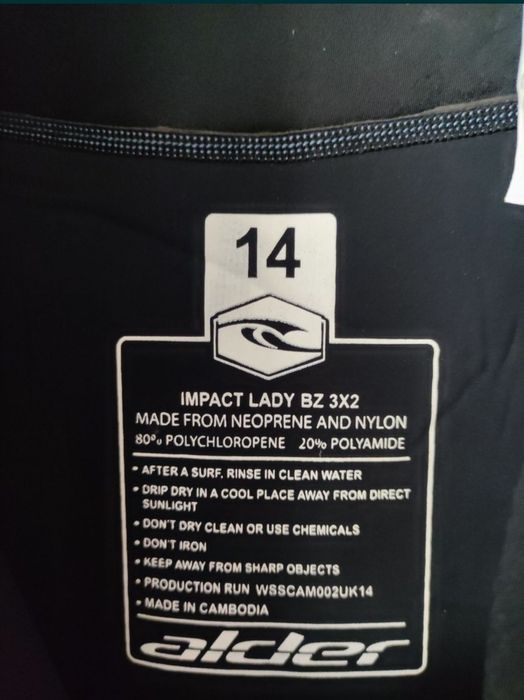 14
IMPACT LADY BZ 3X2
MADE FROM NEOPRENE AND NYLON
80% POLYCHLOROPENE 20% POLYAMIDE
• AFTER A SURF, RINSE IN CLEAN WATER
• DRIP DRY IN A COOL PLACE AWAY FROM DIRECT
SUNLIGHT
• DON'T DRY CLEAN OR USE CHEMICALS
• DON'T IRON
• KEEP AWAY FROM SHARP OBJECTS
• PRODUCTION RUN WSSCAM002UK14
• MADE IN CAMBODIA
alder